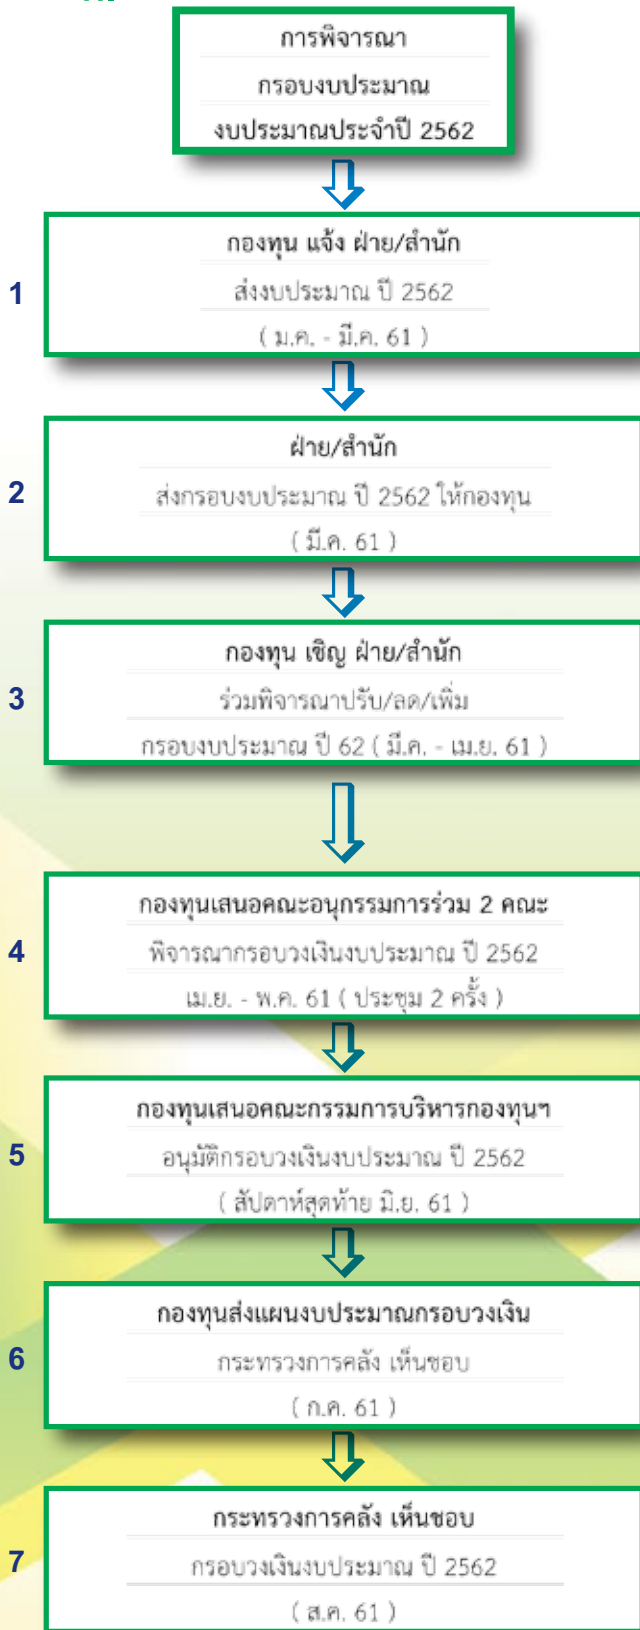 การพิจารณา
กรอบงบประมาณ
งบประมาณประจำปี 2562
1
กองทุน แจ้ง ฝ่าย/สำนัก
ส่งงบประมาณ ปี 2562
( ม.ค. - มี.ค. 61 )
2
ฝ่าย/สำนัก
ส่งกรอบงบประมาณ ปี 2562 ให้กองทุน
( มี.ค. 61 )
3
กองทุน เชิญ ฝ่าย/สำนัก
ร่วมพิจารณาปรับ/ลด/เพิ่ม
กรอบงบประมาณ ปี 62 ( มี.ค. - เม.ย. 61 )
4
กองทุนเสนอคณะอนุกรรมการร่วม 2 คณะ
พิจารณากรอบวงเงินงบประมาณ ปี 2562
เม.ย. - พ.ค. 61 ( ประชุม 2 ครั้ง )
5
กองทุนเสนอคณะกรรมการบริหารกองทุนฯ
อนุมัติกรอบวงเงินงบประมาณ ปี 2562
( สัปดาห์สุดท้าย มิ.ย. 61 )
6
กองทุนส่งแผนงบประมาณกรอบวงเงิน
กระทรวงการคลัง เห็นชอบ
( ก.ค. 61 )
7
กระทรวงการคลัง เห็นชอบ
กรอบวงเงินงบประมาณ ปี 2562
( ส.ค. 61 )